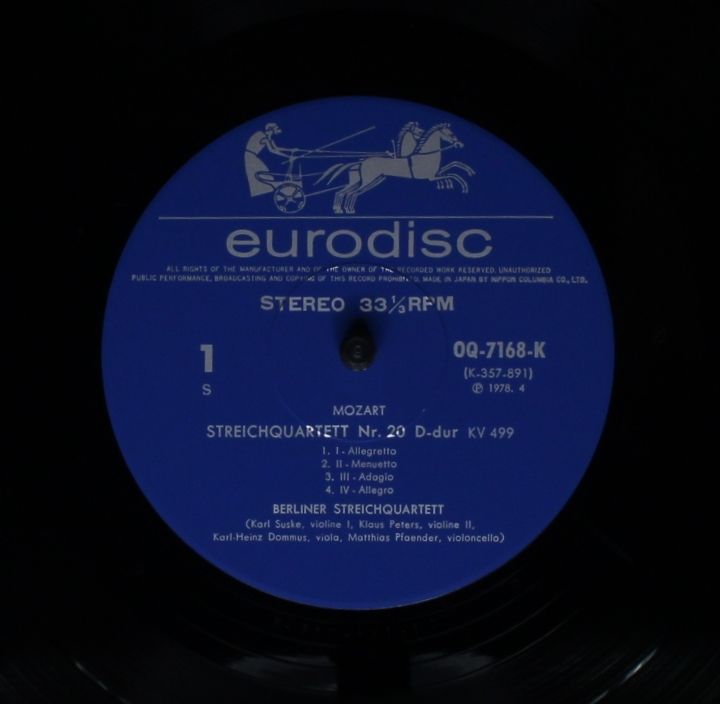 eurodisc
ALL RIGHTS OF THE MANUFACTURER AND OF THE OWNER OF THE RECORDED WORK RESERVED. UNAUTHORIZED
PUBLIC PERFORMANCE, BROADCASTING AND COPYING OF THIS RECORD PROHIBITED. MADE IN JAPAN BY NIPPON COLUMBIA CO., LTD.
STEREO 33⅓RPM
1 OQ-7168-K
S (K-357-891)
Ⓟ 1978. 4
MOZART
STREICHQUARTETT Nr. 20 D-dur KV 499
1. I - Allegretto
2. II - Menuetto
3. III - Adagio
4. IV - Allegro
BERLINER STREICHQUARTETT
(Karl Suske, violine I, Klaus Peters, violine II,
Karl-Heinz Dommus, viola, Matthias Pfaender, violoncello)